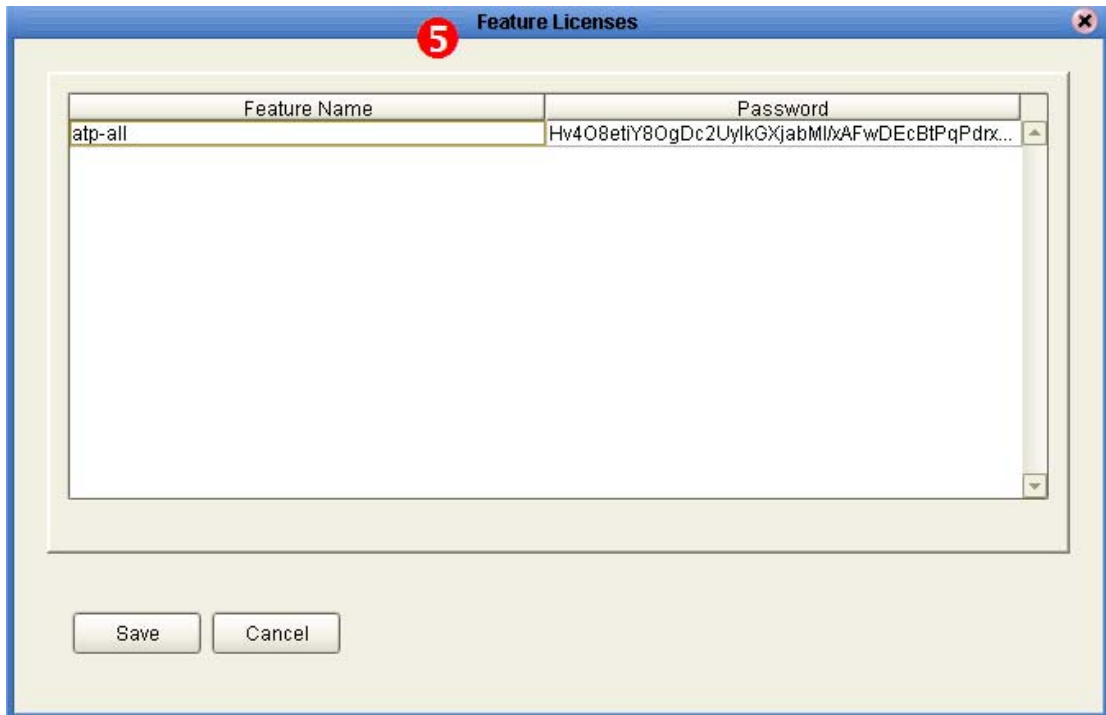 Feature Licenses
5
Feature Name Password
atp-all Hv4O8etiY8OgDc2UylkGXjabMl/xAFwDEcBtPqPdrx...
Save Cancel